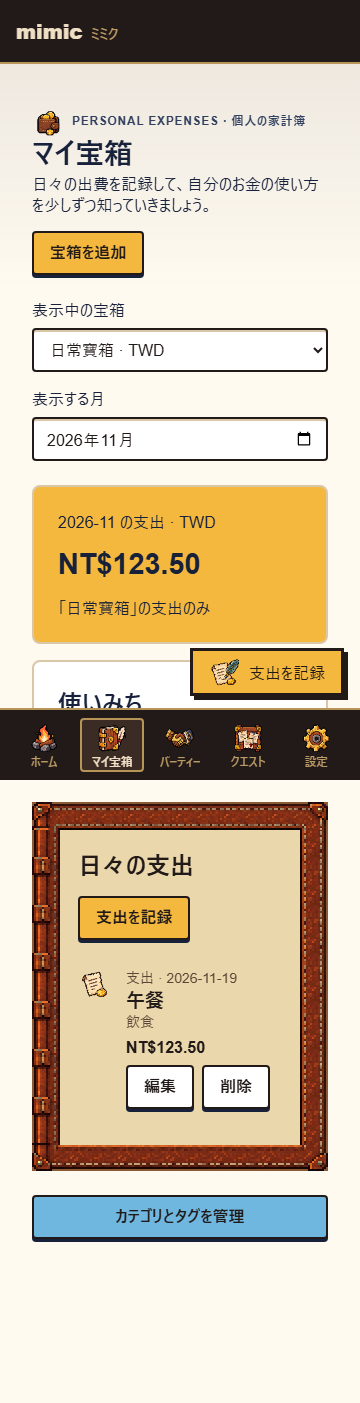 mimic ミミク
PERSONAL EXPENSES · 個人の家計簿
マイ宝箱
日々の出費を記録して、自分のお金の使い方
を少しずつ知っていきましょう。
宝箱を追加
表示中の宝箱
日常寶箱 · TWD
表示する月
2026年11月
2026-11 の支出 · TWD
NT$123.50
「日常寶箱」の支出のみ
使いみち
支出を記録
ホーム
マイ宝箱
パーティー
クエスト
設定
日々の支出
支出を記録
支出 · 2026-11-19
午餐
飲食
NT$123.50
編集
削除
カテゴリとタグを管理